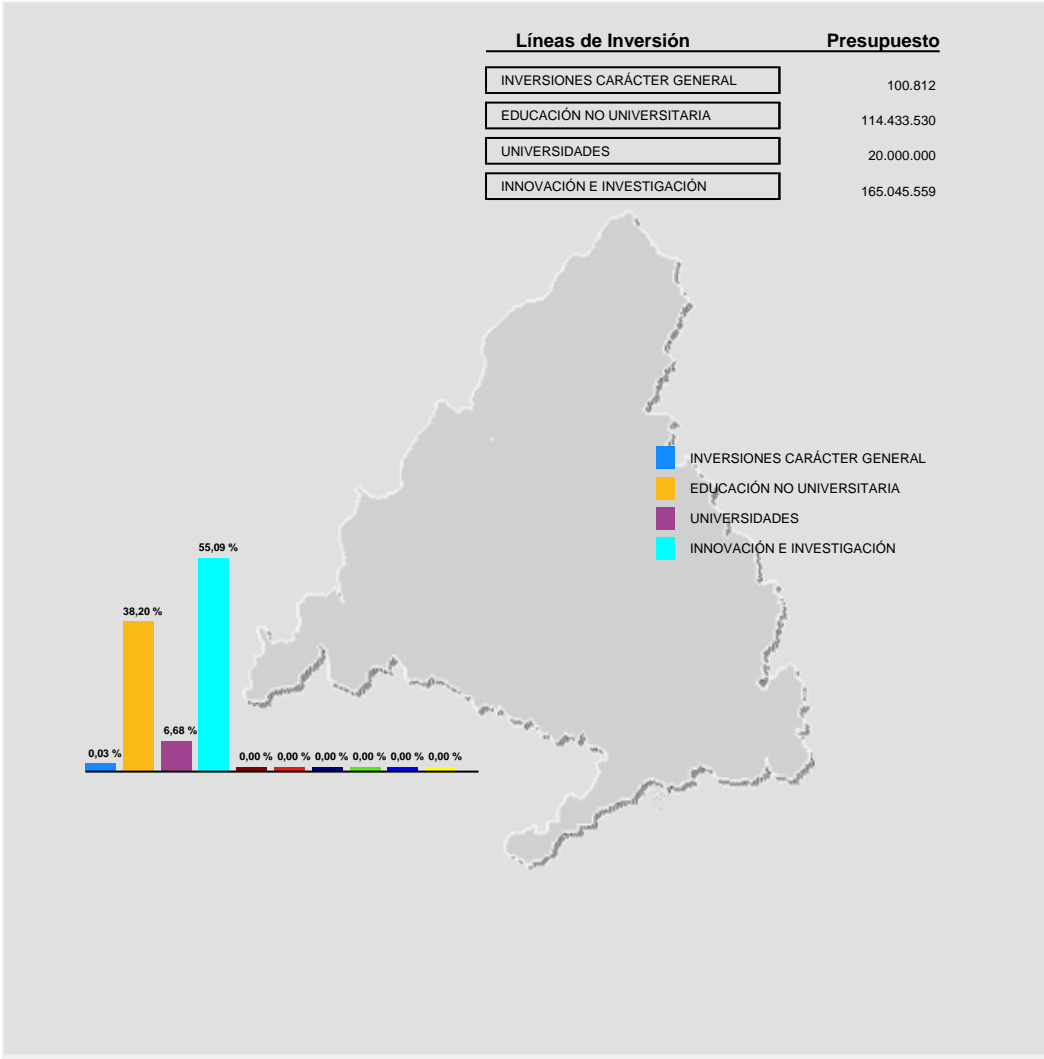 Líneas de Inversión Presupuesto
INVERSIONES CARÁCTER GENERAL 100.812
EDUCACIÓN NO UNIVERSITARIA 114.433.530
UNIVERSIDADES 20.000.000
INNOVACIÓN E INVESTIGACIÓN 165.045.559
INVERSIONES CARÁCTER GENERAL
EDUCACIÓN NO UNIVERSITARIA
UNIVERSIDADES
INNOVACIÓN E INVESTIGACIÓN
55,09 %
38,20 %
6,68 %
0,03 % 0,00 % 0,00 % 0,00 % 0,00 % 0,00 % 0,00 %